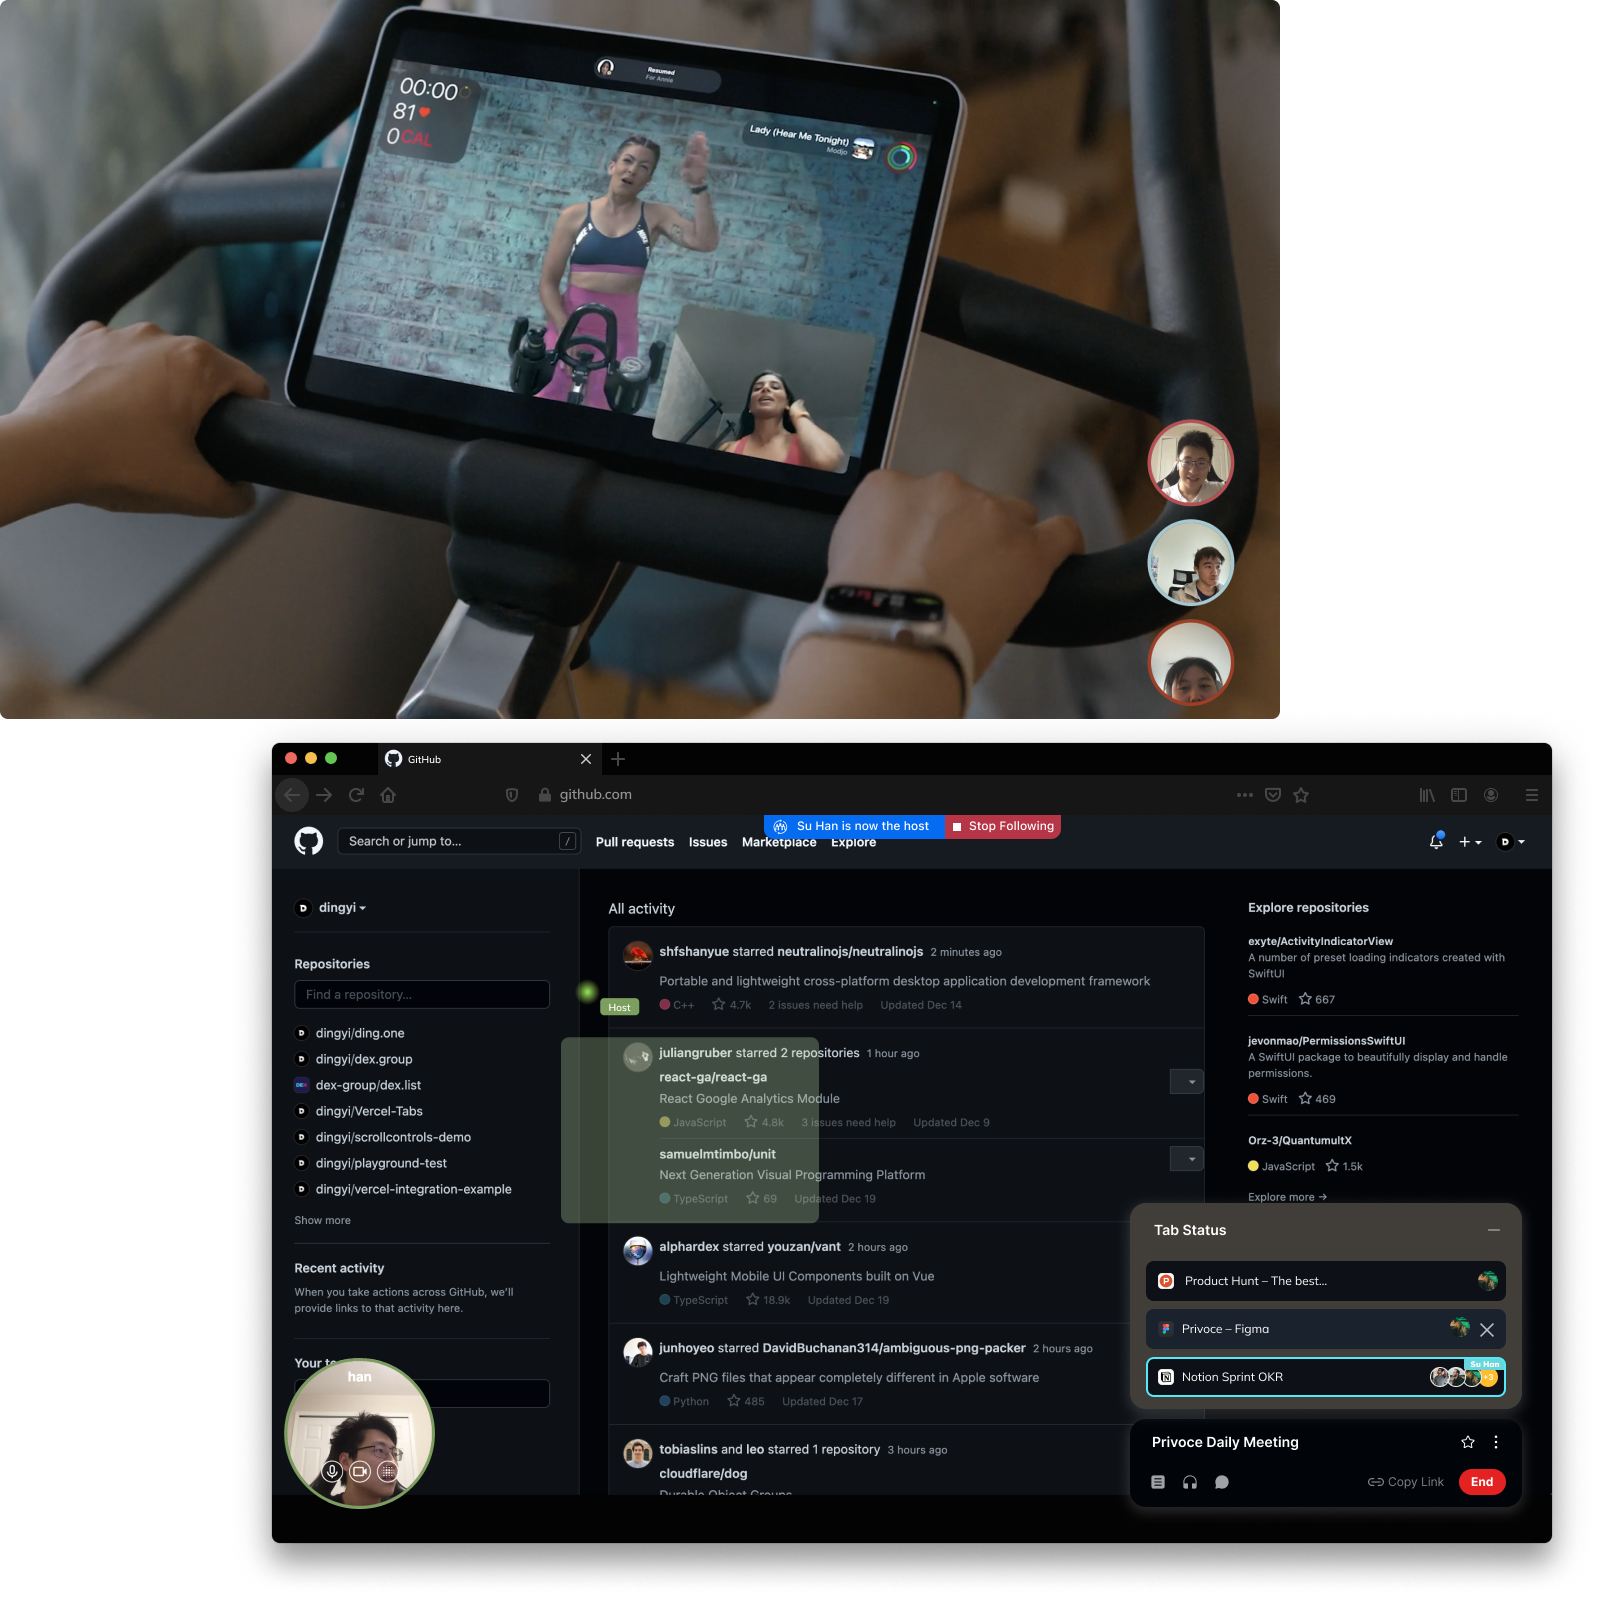 Resumed
For Annie
00:00
81
0 CAL
Lady (Hear Me Tonight)
Modjo
GitHub
github.com
Su Han is now the host
Stop Following
Search or jump to...
/
Pull requests
Issues
Marketplace
Explore
D
dingyi
All activity
Explore repositories
Repositories
Find a repository...
dingyi/ding.one
dingyi/dex.group
dex-group/dex.list
dingyi/Vercel-Tabs
dingyi/scrollcontrols-demo
dingyi/playground-test
dingyi/vercel-integration-example
Show more
Recent activity
When you take actions across GitHub, we'll
provide links to that activity here.
Your te
han
Host
shfshanyue starred neutralinojs/neutralinojs 2 minutes ago
Portable and lightweight cross-platform desktop application development framework
C++ 4.7k 2 issues need help Updated Dec 14
juliangruber starred 2 repositories 1 hour ago
react-ga/react-ga
React Google Analytics Module
JavaScript 4.8k 3 issues need help Updated Dec 9
samuelmtimbo/unit
Next Generation Visual Programming Platform
TypeScript 69 Updated Dec 19
alphardex starred youzan/vant 2 hours ago
Lightweight Mobile UI Components built on Vue
TypeScript 18.9k Updated Dec 19
junhoyeo starred DavidBuchanan314/ambiguous-png-packer 2 hours ago
Craft PNG files that appear completely different in Apple software
Python 485 Updated Dec 17
tobiaslins and leo starred 1 repository 3 hours ago
cloudflare/dog
Durable Object Groups
exyte/ActivityIndicatorView
A number of preset loading indicators created with
SwiftUI
Swift 667
jevonmao/PermissionsSwiftUI
A SwiftUI package to beautifully display and handle
permissions.
Swift 469
Orz-3/QuantumultX
JavaScript 1.5k
Explore more →
Tab Status
Product Hunt – The best...
Privoce – Figma
Su Han
Notion Sprint OKR
+3
Privoce Daily Meeting
Copy Link
End